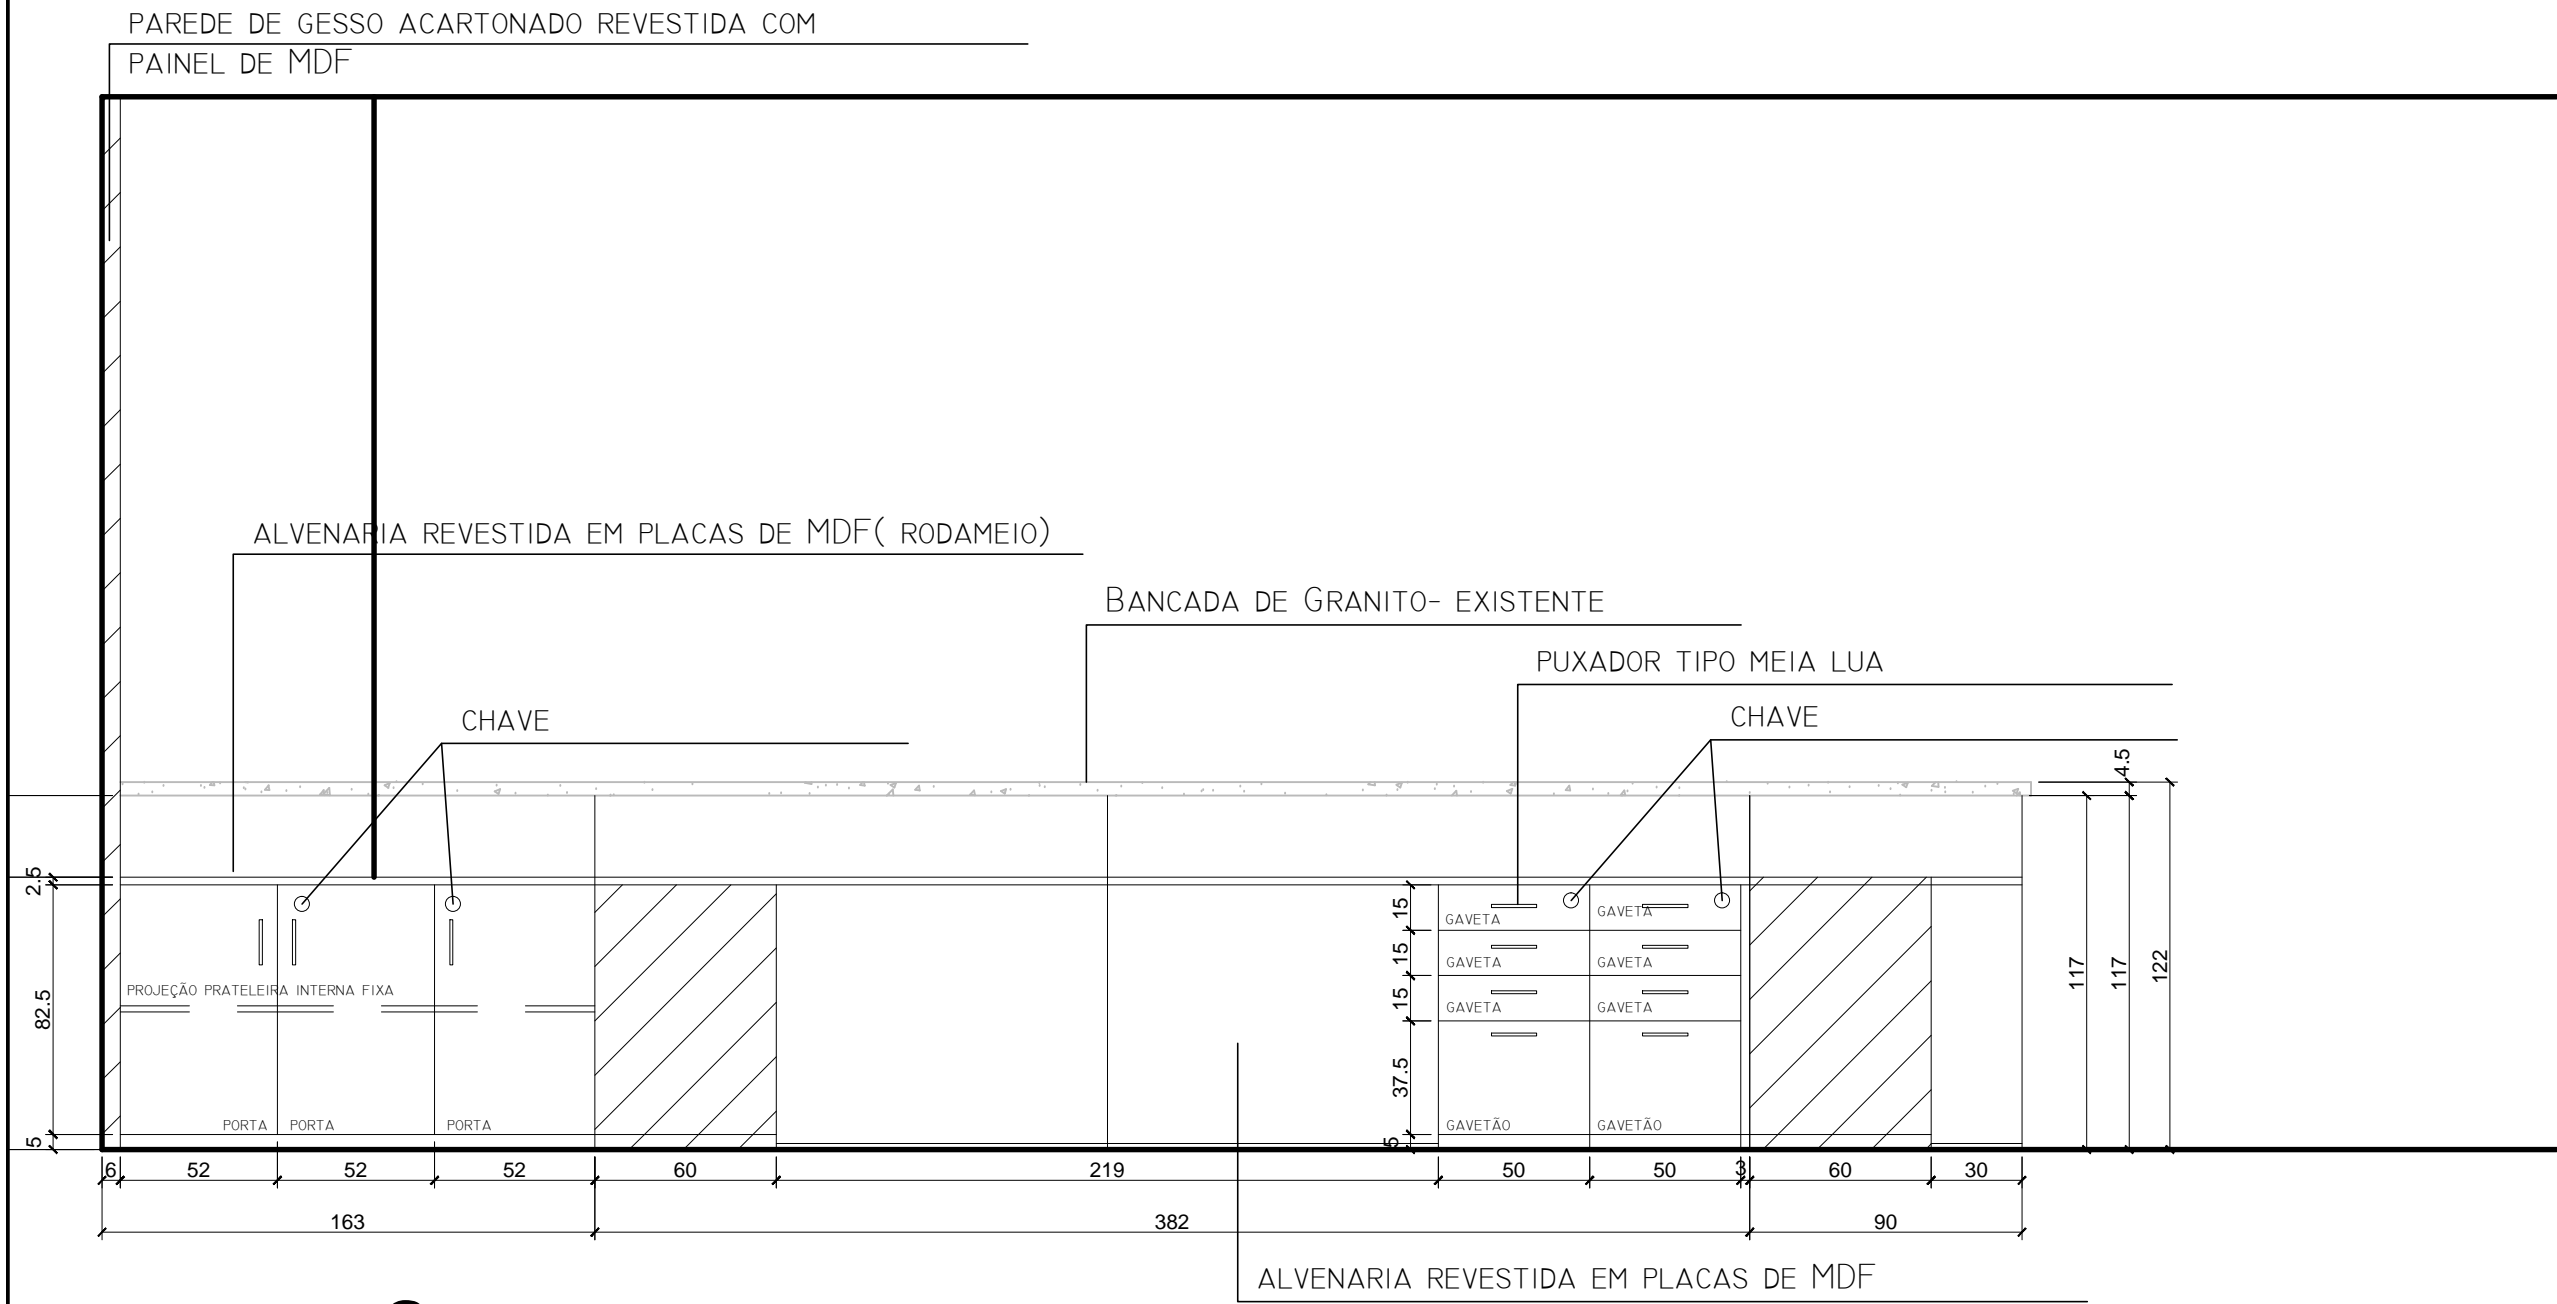 PAREDE DE GESSO ACARTONADO REVESTIDA COM
PAINEL DE MDF
ALVENARIA REVESTIDA EM PLACAS DE MDF( RODAMEIO)
BANCADA DE GRANITO- EXISTENTE
PUXADOR TIPO MEIA LUA
CHAVE
CHAVE
4.5
2.5
82.5
5
PROJEÇÃO PRATELEIRA INTERNA FIXA
PORTA
PORTA
PORTA
15
15
15
37.5
5
GAVETA
GAVETA
GAVETA
GAVETA
GAVETA
GAVETA
GAVETÃO
GAVETÃO
117
117
122
6
52
52
52
60
219
50
50
3
60
30
163
382
90
ALVENARIA REVESTIDA EM PLACAS DE MDF